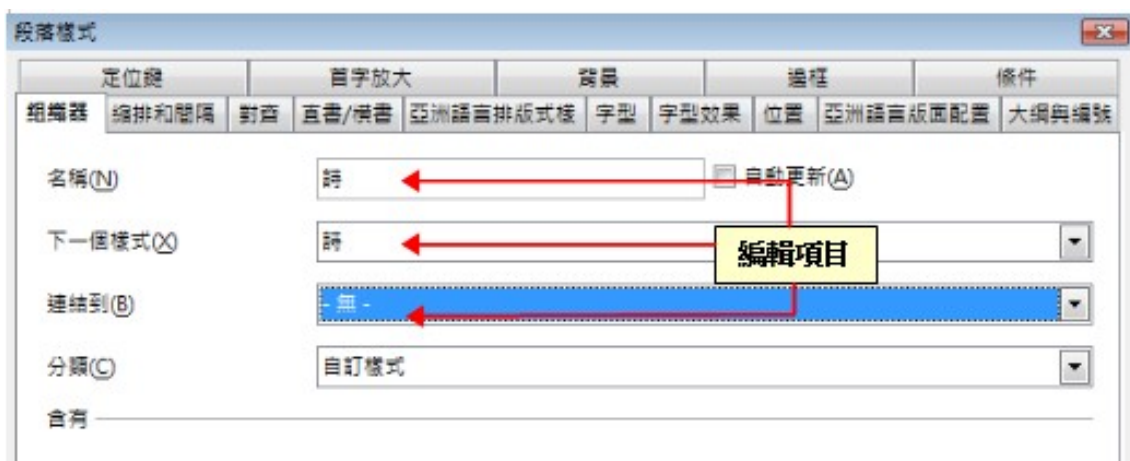 段落樣式
定位鍵 首字放大 背景 邊框 條件
組織器 縮排和間隔 對齊 直書/橫書 亞洲語言排版式樣 字型 字型效果 位置 亞洲語言版面配置 大綱與編號
名稱(N) 詩 自動更新(A)
下一個樣式(X) 詩
編輯項目
連結到(B) - 無 -
分類(C) 自訂樣式
含有